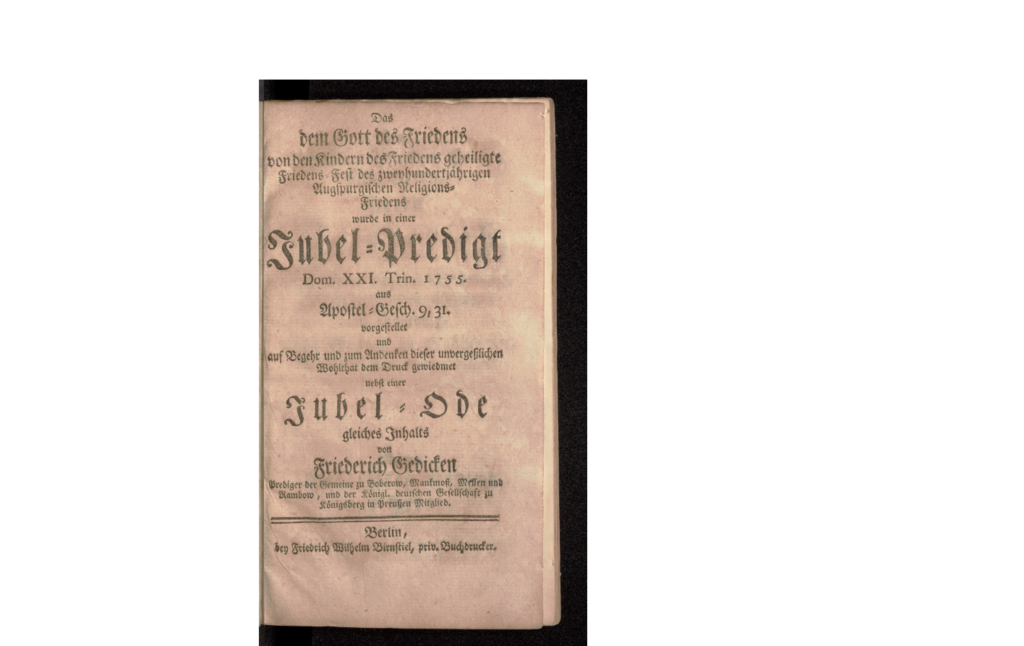 Das
dem Gott des Friedens
von den Kindern des Friedens geheiligte
Friedens-Fest des zweyhundertjährigen
Augspurgischen Religions-
Friedens
wurde in einer
Jubel-Predigt
Dom. XXI. Trin. 1755.
aus
Apostel-Gesch. 9, 31.
vorgestellet
und
auf Begehr und zum Andenken dieser unvergeßlichen
Wohlthat dem Druck gewiedmet
nebst einer
Jubel-Ode
gleiches Inhalts
von
Friederich Gedicken
Prediger der Gemeine zu Boberow, Mankmoß, Mellen und
Rambow, und der Königl. deutschen Gesellschaft zu
Königsberg in Preußen Mitglied.
Berlin,
bey Friedrich Wilhelm Birnstiel, priv. Buchdrucker.